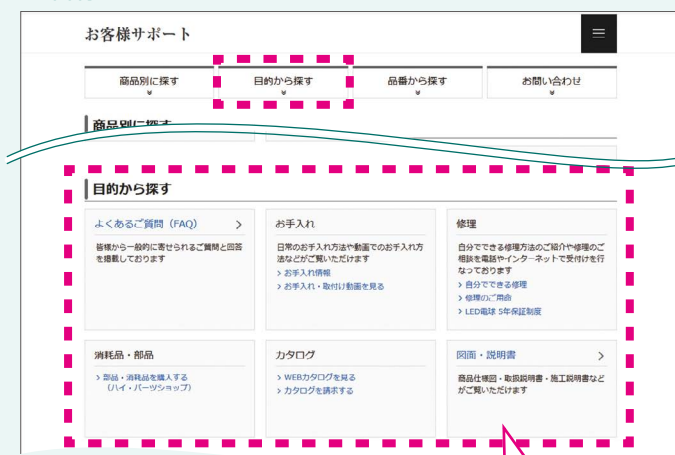 お客様サポート
商品別に探す
目的から探す
品番から探す
お問い合わせ
商品別に探す
目的から探す
よくあるご質問（FAQ）
皆様から一般的に寄せられるご質問と回答
を掲載しております
お手入れ
日常のお手入れ方法や動画でのお手入れ方
法などがご覧いただけます
> お手入れ情報
> お手入れ・取付け動画を見る
修理
自分でできる修理方法のご紹介や修理のご
相談を電話やインターネットで受付けを行
なっております
> 自分でできる修理
> 修理のご用命
> LED電球 5年保証制度
消耗品・部品
> 部品・消耗品を購入する
（ハイ・パーツショップ）
カタログ
> WEBカタログを見る
> カタログを請求する
図面・説明書
商品仕様図・取扱説明書・施工説明書など
がご覧いただけます